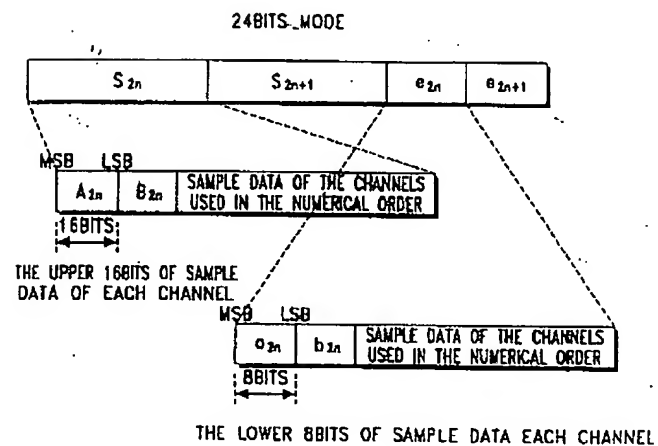 24BITS_MODE
S2n S2n+1 e2n e2n+1
MSB LSB
A2n B2n SAMPLE DATA OF THE CHANNELS
USED IN THE NUMERICAL ORDER
16BITS
THE UPPER 16BITS OF SAMPLE
DATA OF EACH CHANNEL
MSB LSB
a2n b2n SAMPLE DATA OF THE CHANNELS
USED IN THE NUMERICAL ORDER
8BITS
THE LOWER 8BITS OF SAMPLE DATA EACH CHANNEL